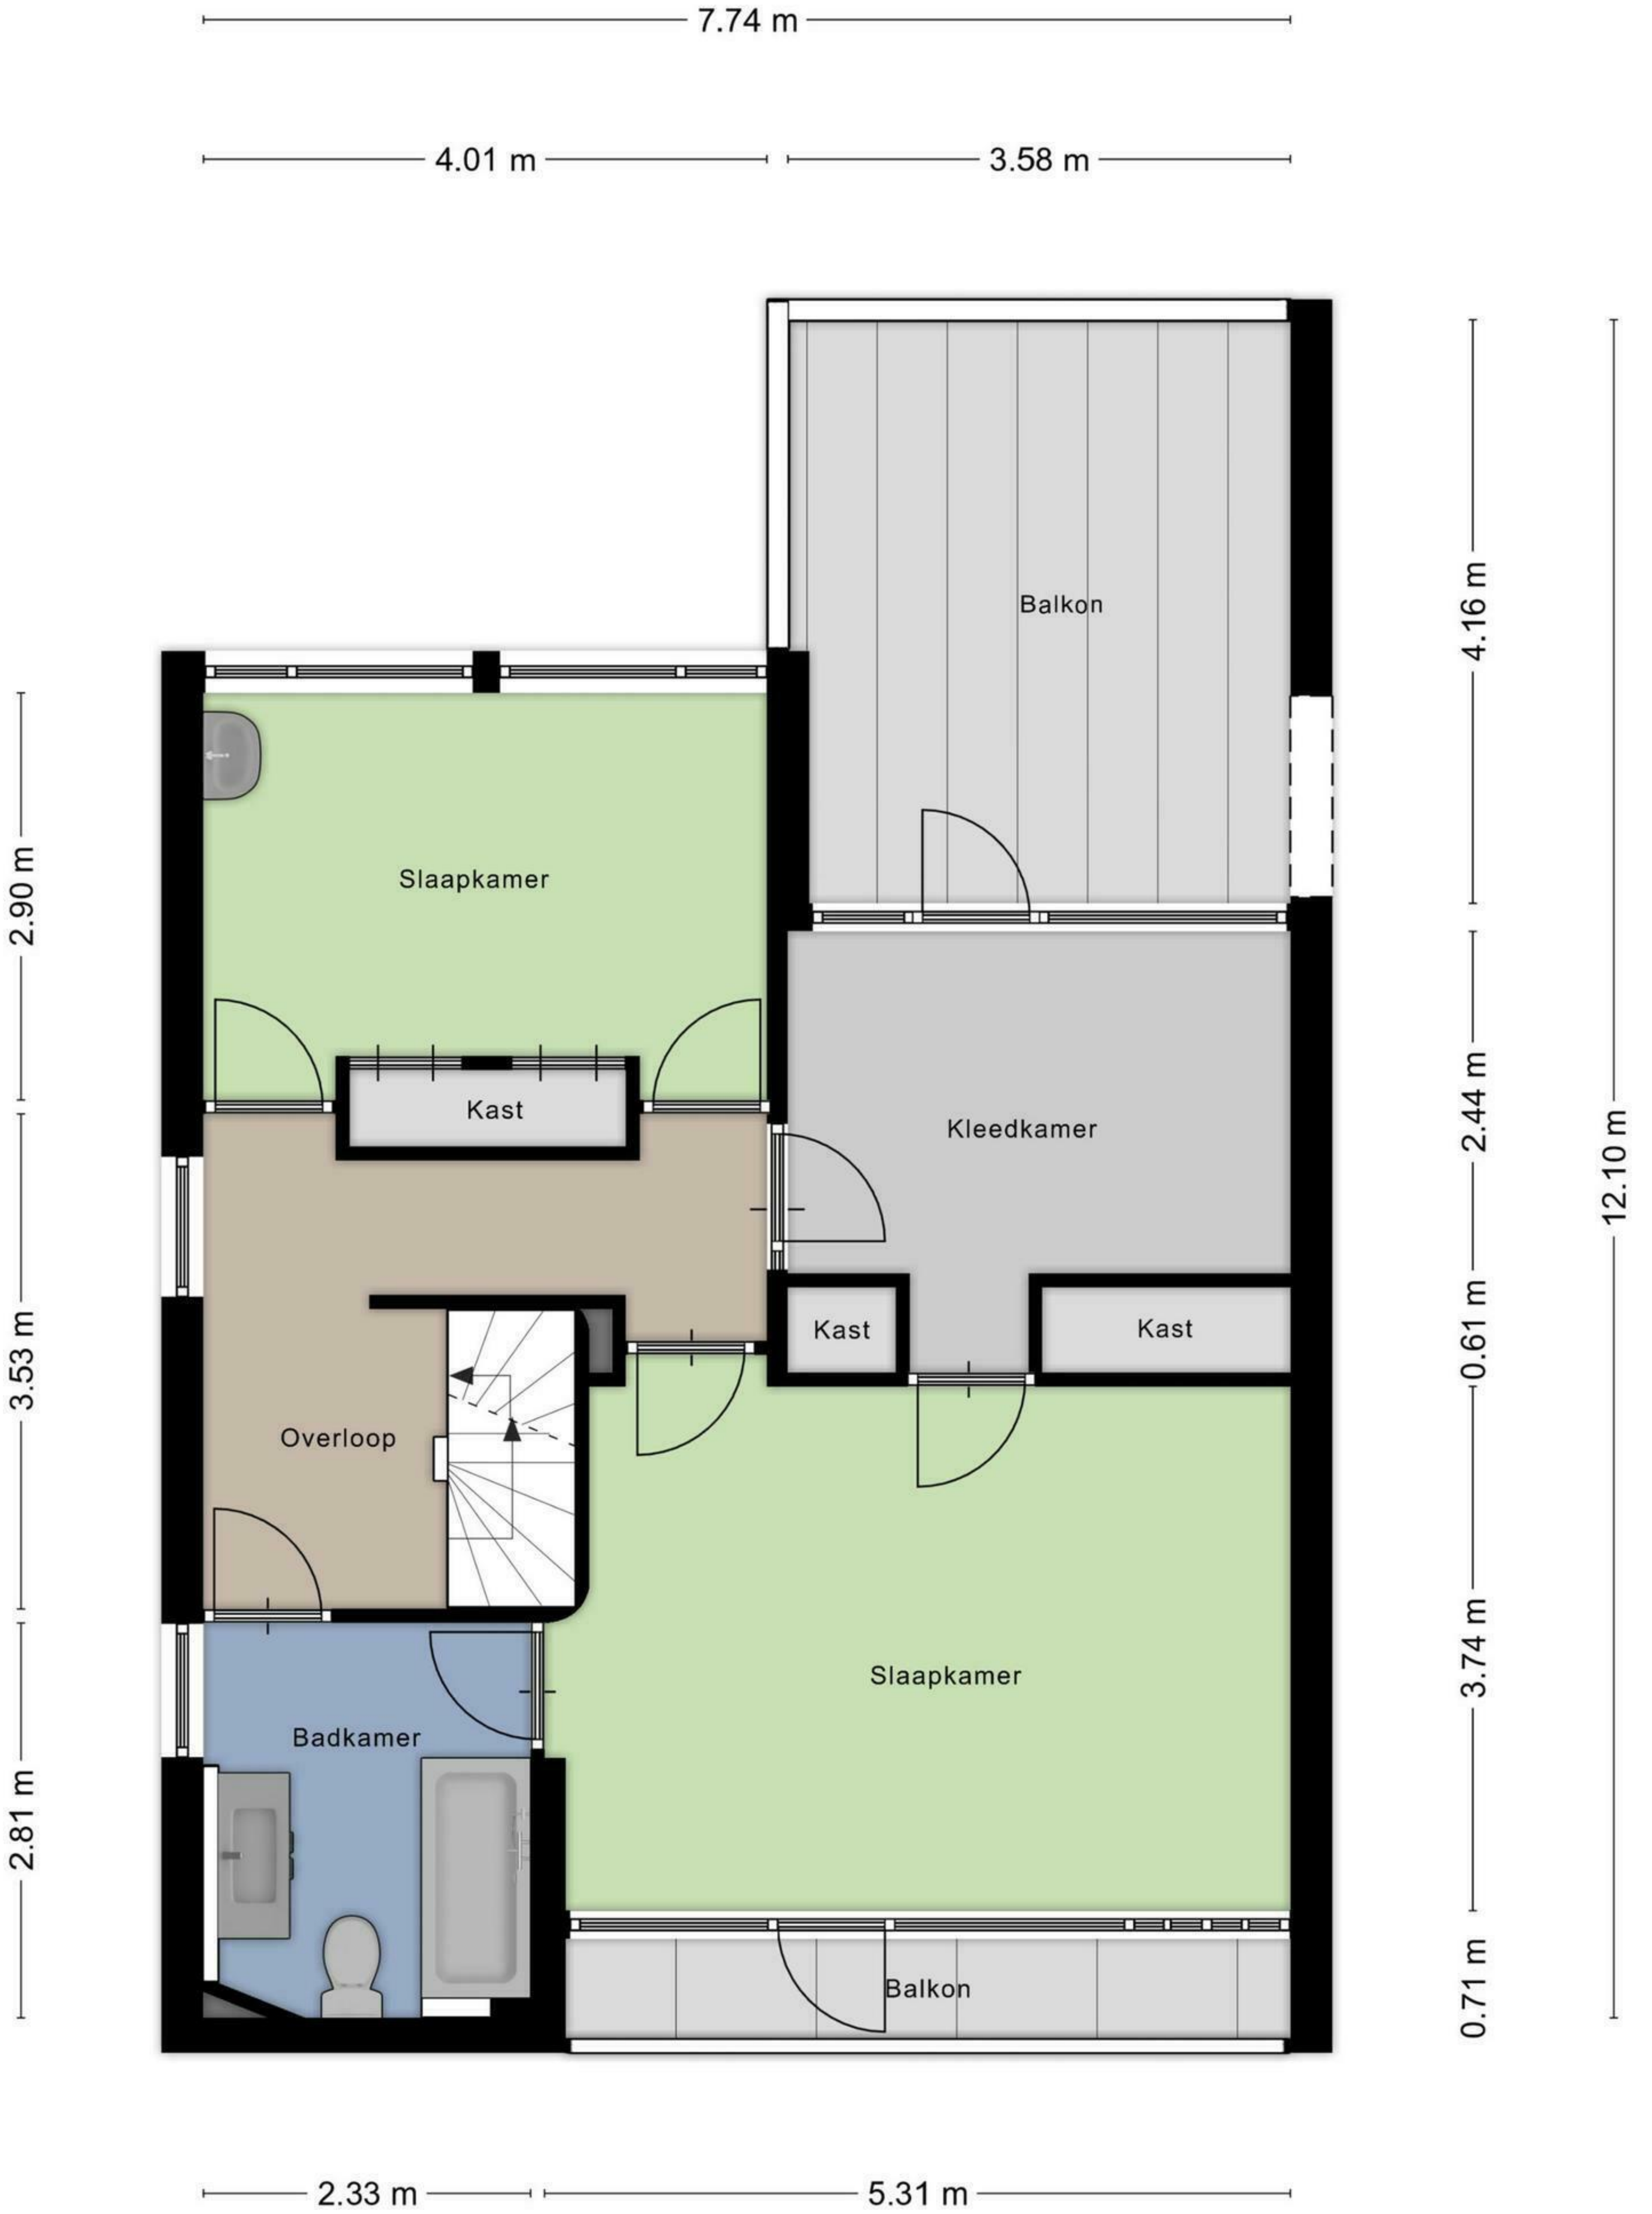 7.74 m
4.01 m
3.58 m
Balkon
4.16 m
Slaapkamer
2.90 m
Kast
Kleedkamer
2.44 m
12.10 m
Kast
Kast
0.61 m
3.53 m
Overloop
Slaapkamer
3.74 m
Badkamer
2.81 m
Balkon
0.71 m
2.33 m
5.31 m